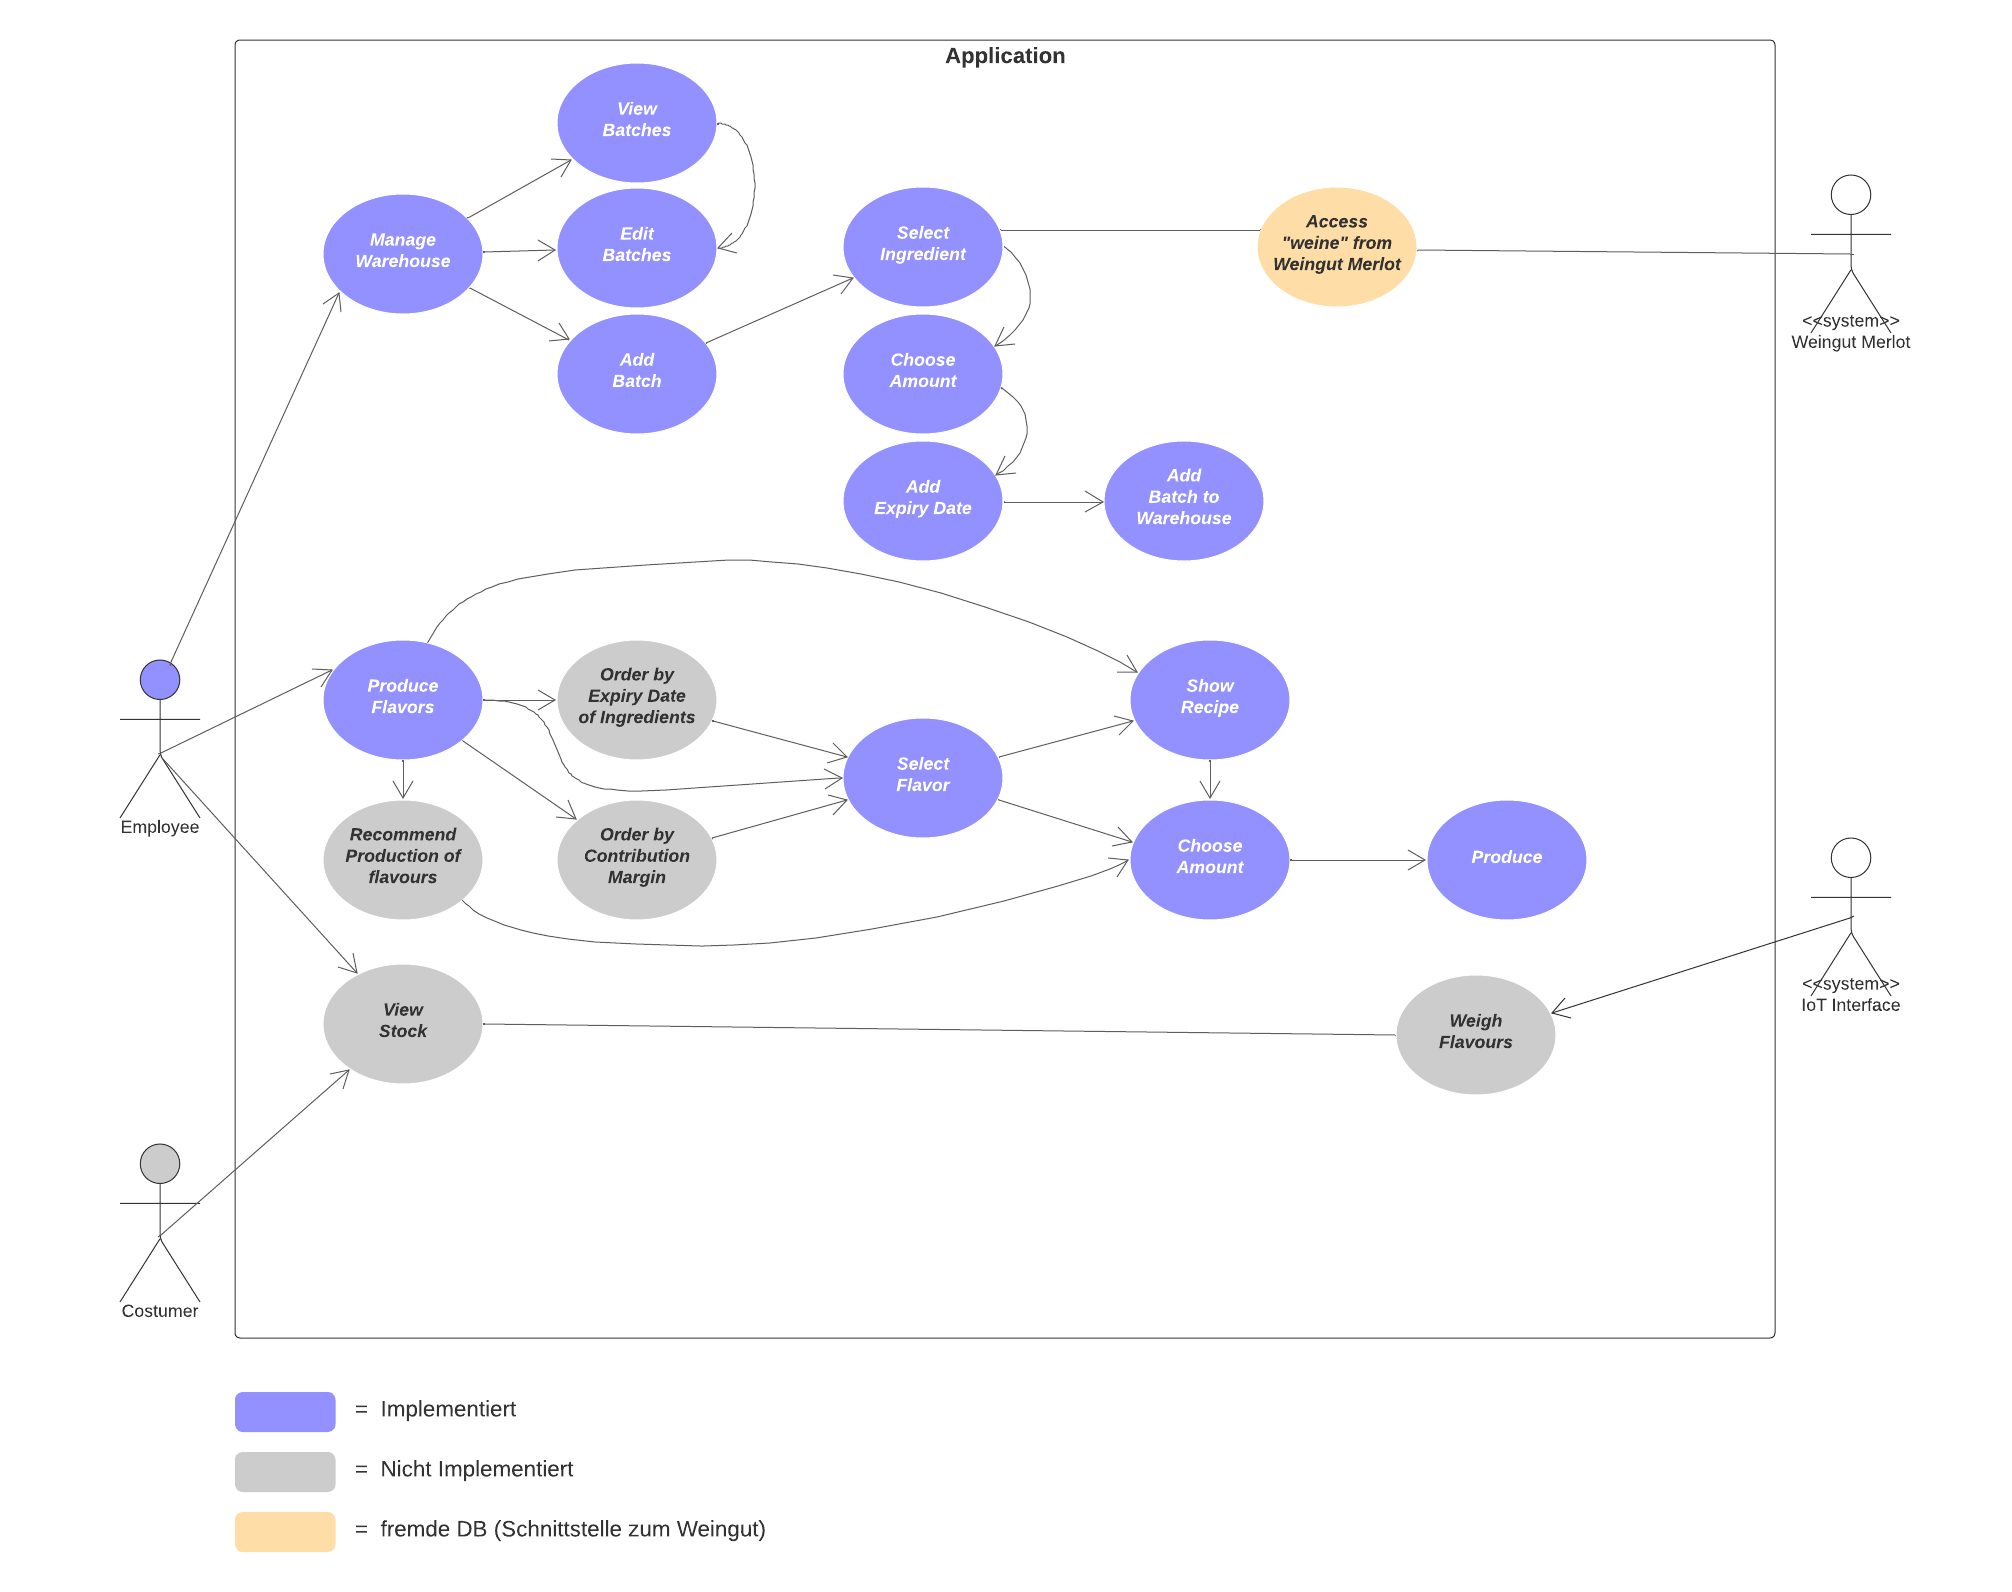 Application
View
Batches
Manage
Warehouse
Edit
Batches
Add
Batch
Select
Ingredient
Access
"weine" from
Weingut Merlot
<<system>>
Weingut Merlot
Choose
Amount
Add
Expiry Date
Add
Batch to
Warehouse
Employee
Produce
Flavors
Order by
Expiry Date
of Ingredients
Select
Flavor
Show
Recipe
Recommend
Production of
flavours
Order by
Contribution
Margin
Choose
Amount
Produce
<<system>>
IoT Interface
View
Stock
Weigh
Flavours
Costumer
= Implementiert
= Nicht Implementiert
= fremde DB (Schnittstelle zum Weingut)